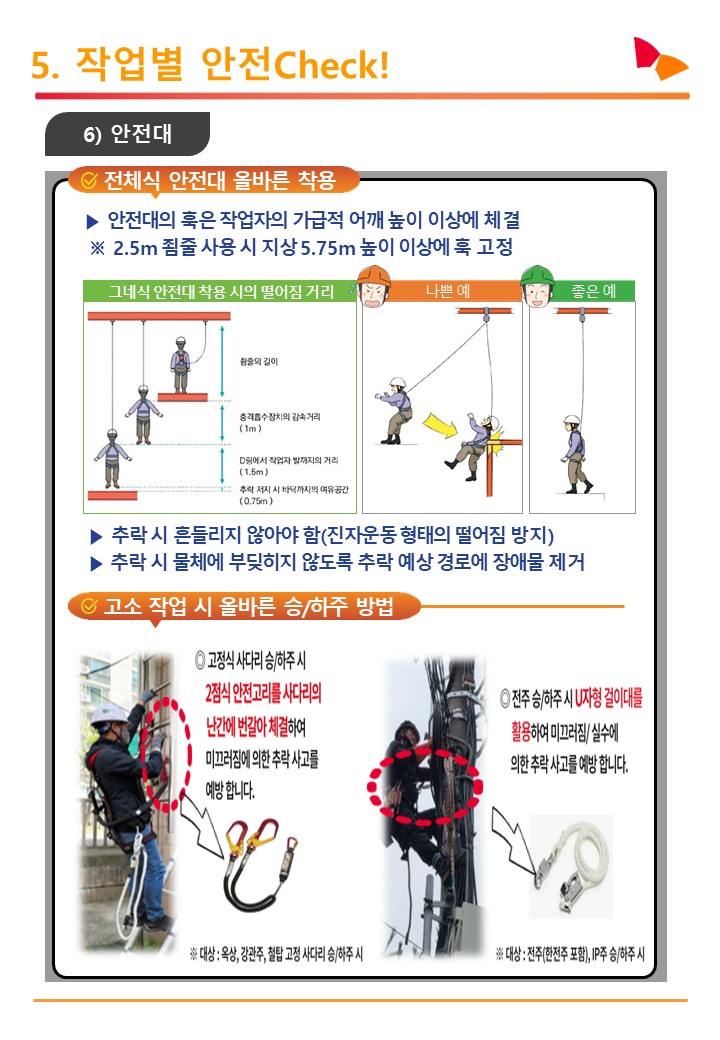 5. 작업별 안전Check!
6) 안전대
전체식 안전대 올바른 착용
▶ 안전대의 훅은 작업자의 가급적 어깨 높이 이상에 체결
※ 2.5m 죔줄 사용 시 지상 5.75m 높이 이상에 훅 고정
그네식 안전대 착용 시의 떨어짐 거리
나쁜 예
좋은 예
죔줄의 길이
충격흡수장치의 감속거리
( 1m )
D링에서 작업자 발까지의 거리
( 1.5m )
추락 저지 시 바닥까지의 여유공간
( 0.75m )
▶ 추락 시 흔들리지 않아야 함(진자운동 형태의 떨어짐 방지)
▶ 추락 시 물체에 부딪히지 않도록 추락 예상 경로에 장애물 제거
고소 작업 시 올바른 승/하주 방법
◎ 고정식 사다리 승/하주 시
2점식 안전고리를 사다리의
난간에 번갈아 체결하여
미끄러짐에 의한 추락 사고를
예방 합니다.
※ 대상 : 옥상, 강관주, 철탑 고정 사다리 승/하주 시
◎ 전주 승/하주 시 U자형 걸이대를
활용하여 미끄러짐/ 실수에
의한 추락 사고를 예방합니다.
※ 대상 : 전주(한전주 포함), IP주 승/하주 시